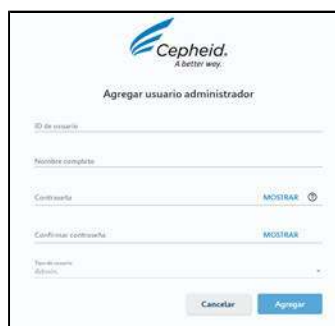 Cepheid.
A better way.
Agregar usuario administrador
ID de usuario
Nombre completo
Contraseña
MOSTRAR
Confirmar contraseña
MOSTRAR
Tipo de usuario
Admin.
Cancelar
Agregar